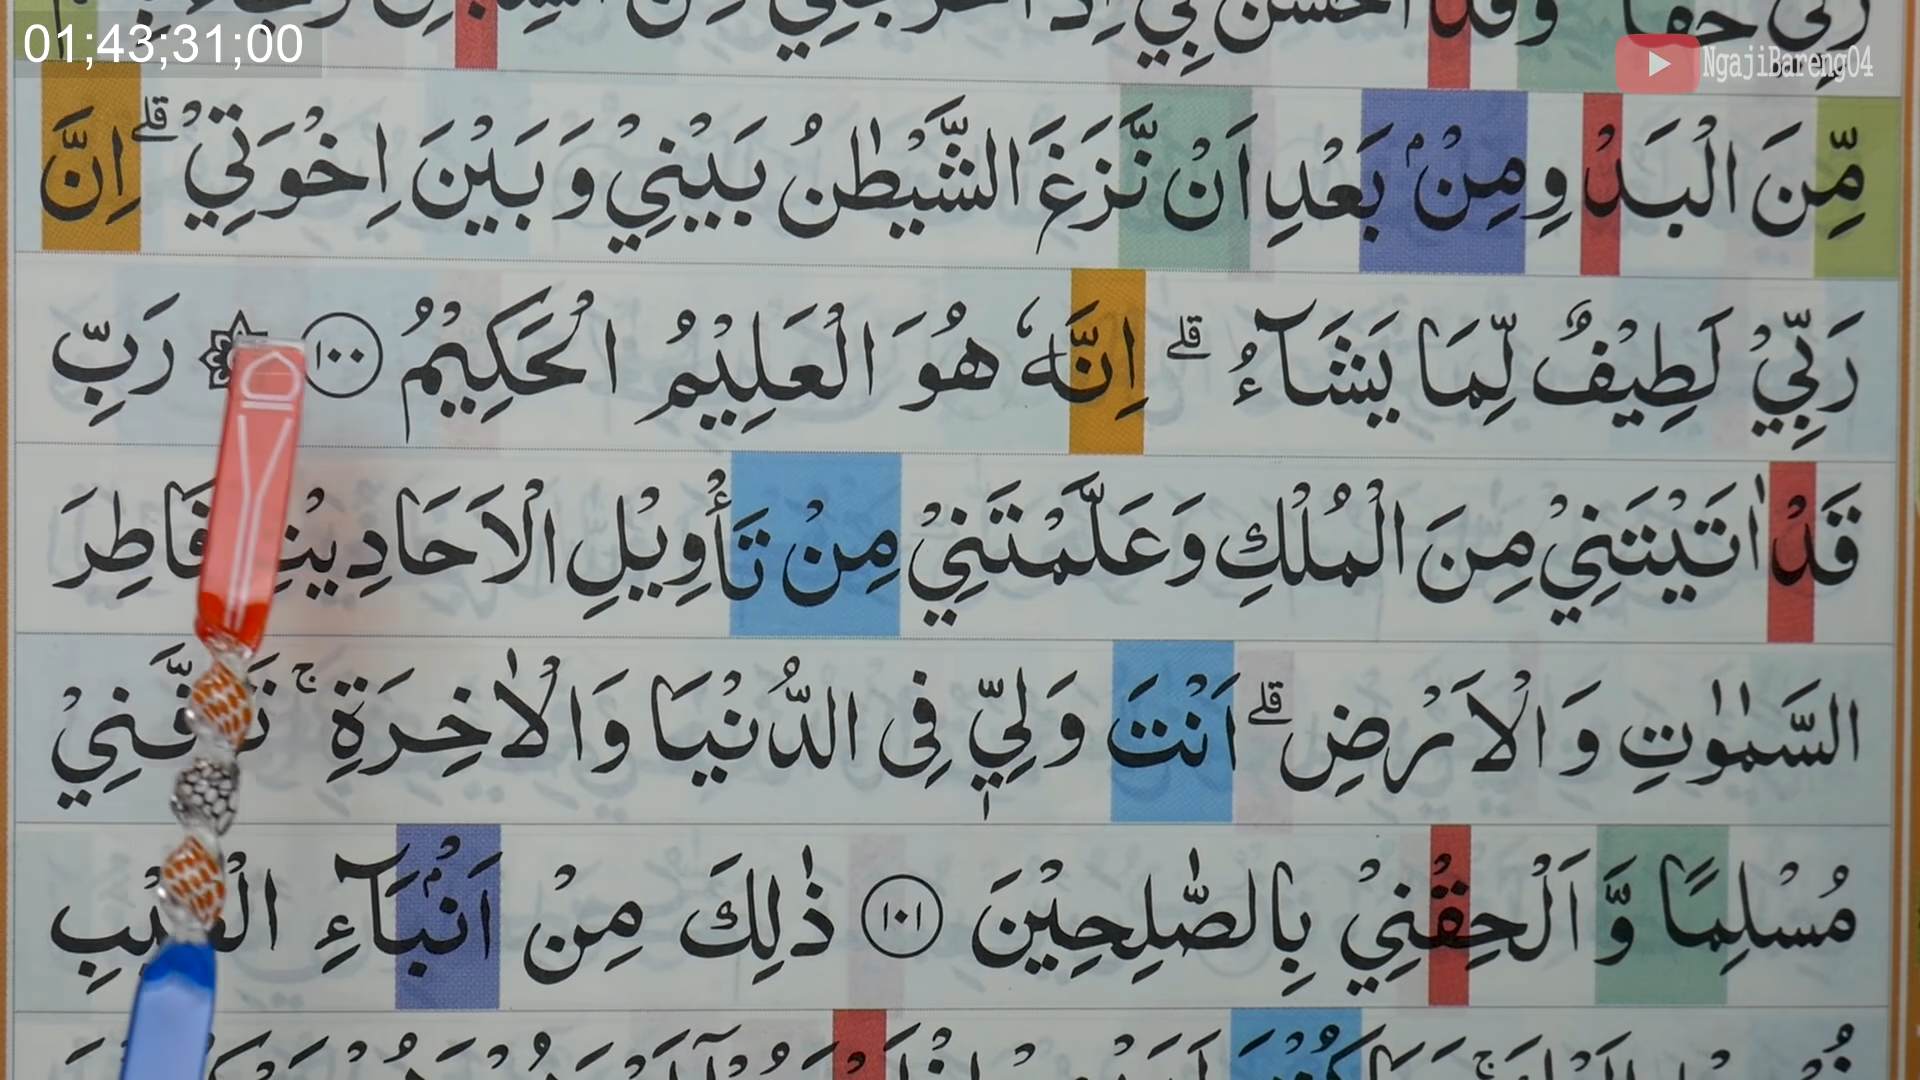 01;43;31;00
NgajiBareng04
مِّنَ الْبَدْوِ مِنْۢ بَعْدِ اَنْ نَّزَغَ الشَّيْطٰنُ بَيْنِيْ وَبَيْنَ اِخْوَتِيْ ۗ اِنَّ
رَبِّيْ لَطِيْفٌ لِّمَا يَشَاۤءُ ۗ اِنَّهٗ هُوَ الْعَلِيْمُ الْحَكِيْمُ ١٠٠ ۞ رَبِّ
قَدْ اٰتَيْتَنِيْ مِنَ الْمُلْكِ وَعَلَّمْتَنِيْ مِنْ تَأْوِيْلِ الْاَحَادِيْثِ فَاطِرَ
السَّمٰوٰتِ وَالْاَرْضِ ۗ اَنْتَ وَلِيّٖ فِى الدُّنْيَا وَالْاٰخِرَةِ ۚ تَوَفَّنِيْ
مُسْلِمًا وَّاَلْحِقْنِيْ بِالصّٰلِحِيْنَ ١٠١ ذٰلِكَ مِنْ اَنْۢبَاۤءِ الْغَيْبِ